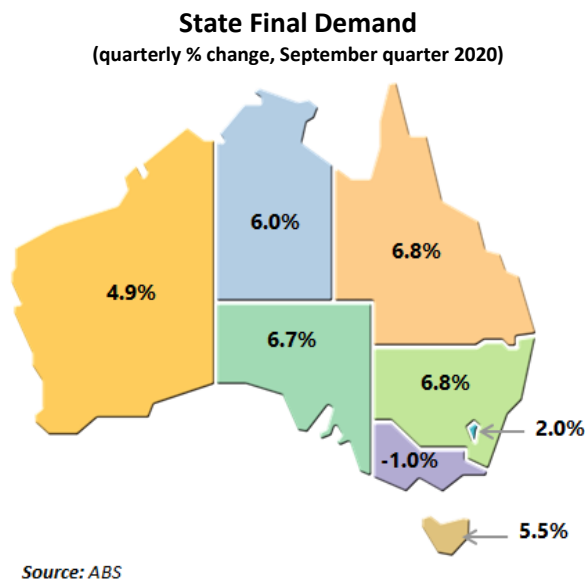 State Final Demand
(quarterly % change, September quarter 2020)
6.0%
6.8%
4.9%
6.7%
6.8%
2.0%
-1.0%
5.5%
Source: ABS